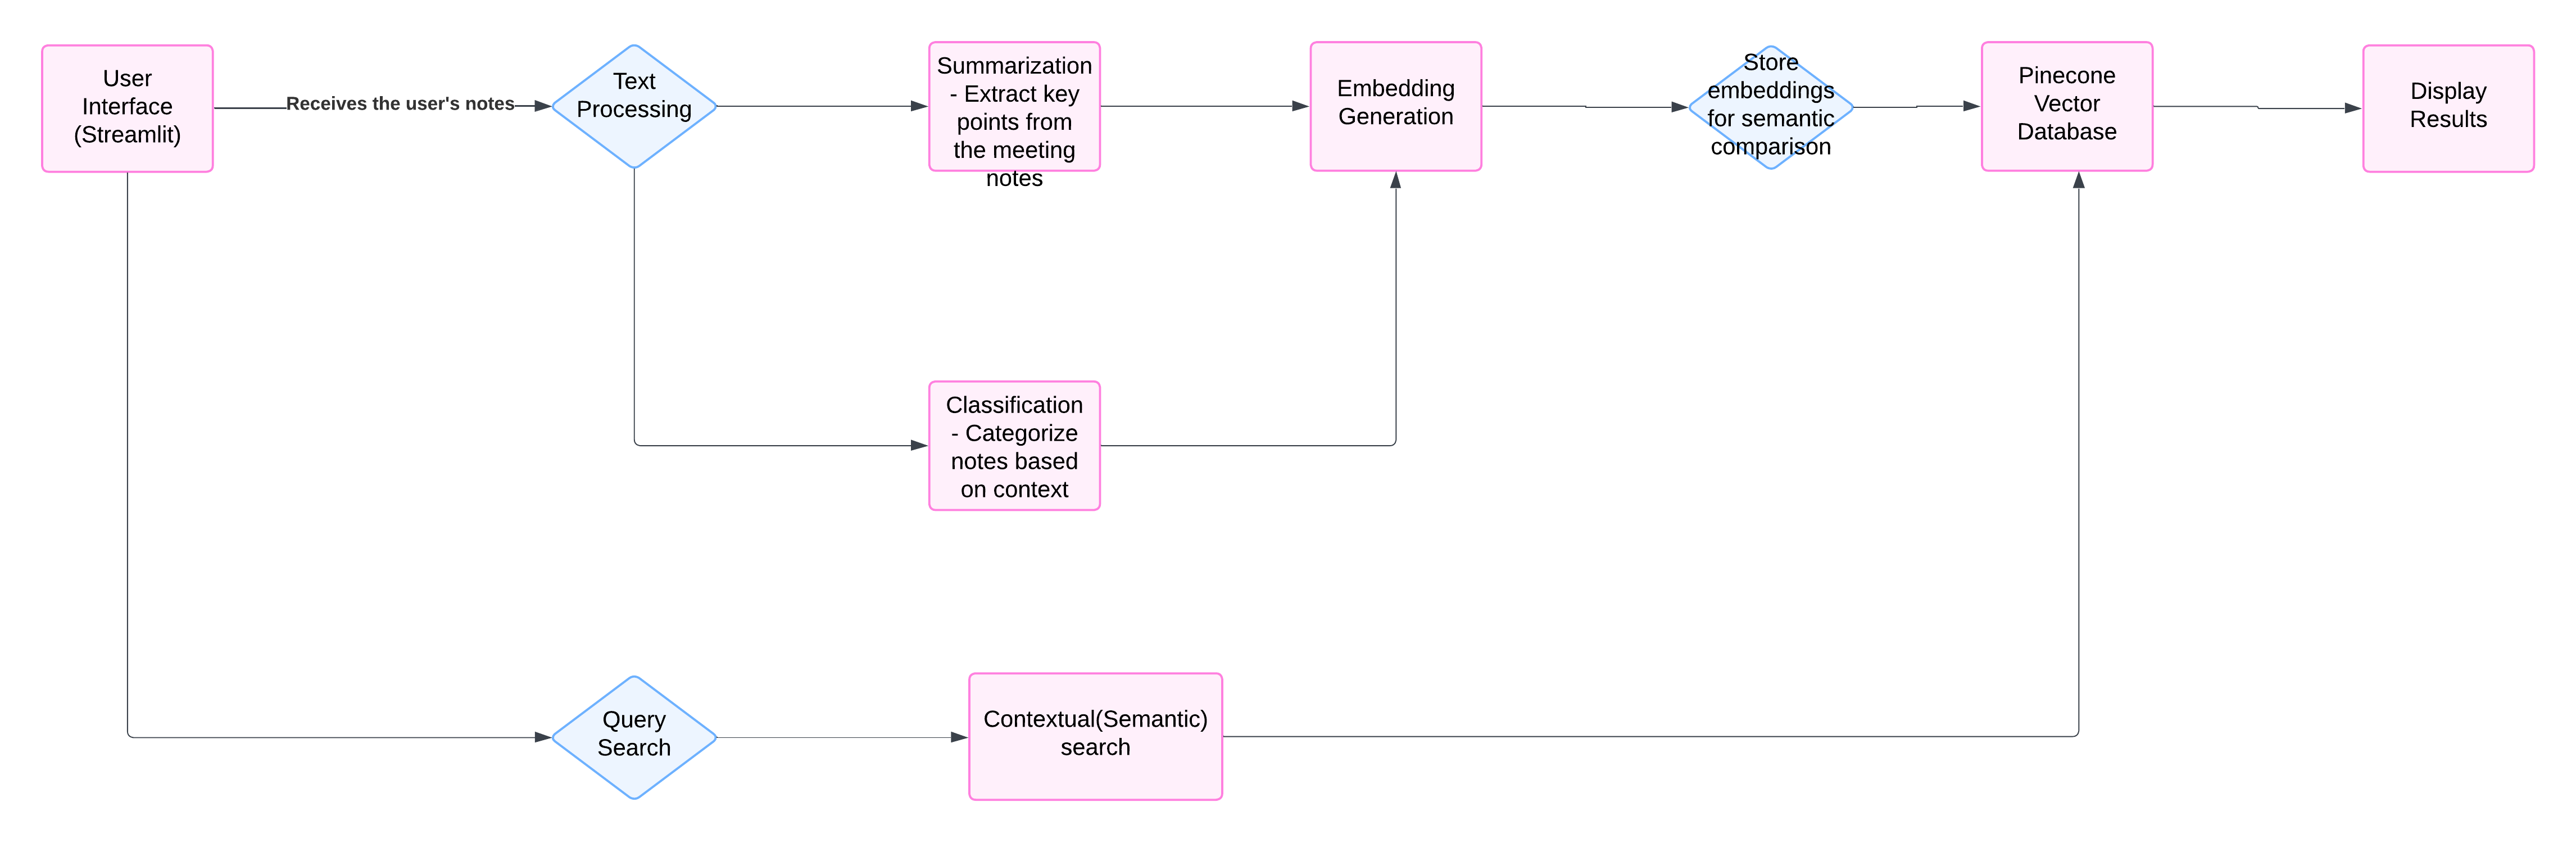 User
Interface
(Streamlit)
Receives the user's notes
Text
Processing
Summarization
- Extract key
points from
the meeting
notes
Embedding
Generation
Store
embeddings
for semantic
comparison
Pinecone
Vector
Database
Display
Results
Classification
- Categorize
notes based
on context
Query
Search
Contextual(Semantic)
search